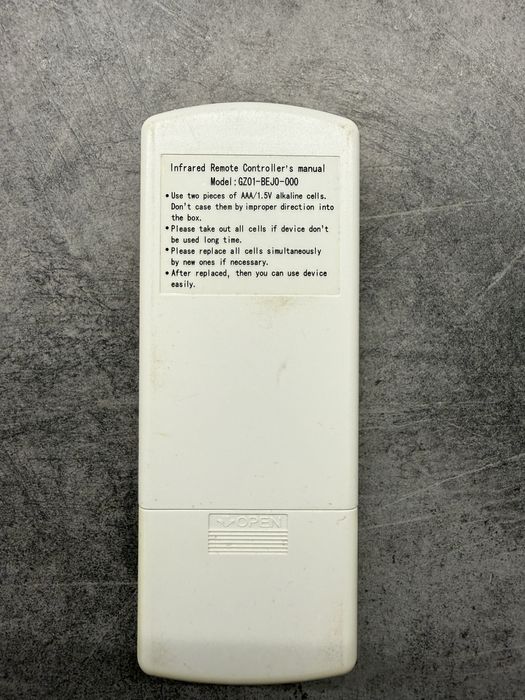 Infrared Remote Controller's manual
Model:GZ01-BEJ0-000
• Use two pieces of AAA/1.5V alkaline cells.
Don't case them by improper direction into
the box.
• Please take out all cells if device don't
be used long time.
• Please replace all cells simultaneously
by new ones if necessary.
• After replaced, then you can use device
easily.
OPEN